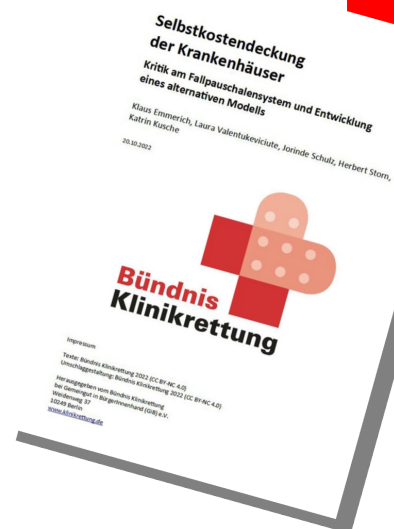 Selbstkostendeckung
der Krankenhäuser
Kritik am Fallpauschalensystem und Entwicklung
eines alternativen Modells
Klaus Emmerich, Laura Valentukeviciute, Jorinde Schulz, Herbert Storn,
Katrin Kusche
20.10.2022
Bündnis
Klinikrettung
Impressum
Texte: Bündnis Klinikrettung 2022 (CC BY-NC 4.0)
Umschlaggestaltung: Bündnis Klinikrettung 2022 (CC BY-NC 4.0)
Herausgegeben vom Bündnis Klinikrettung
bei Gemeingut in BürgerInnenhand (GiB) e.V.
Weidenweg 37
10249 Berlin
www.klinikrettung.de